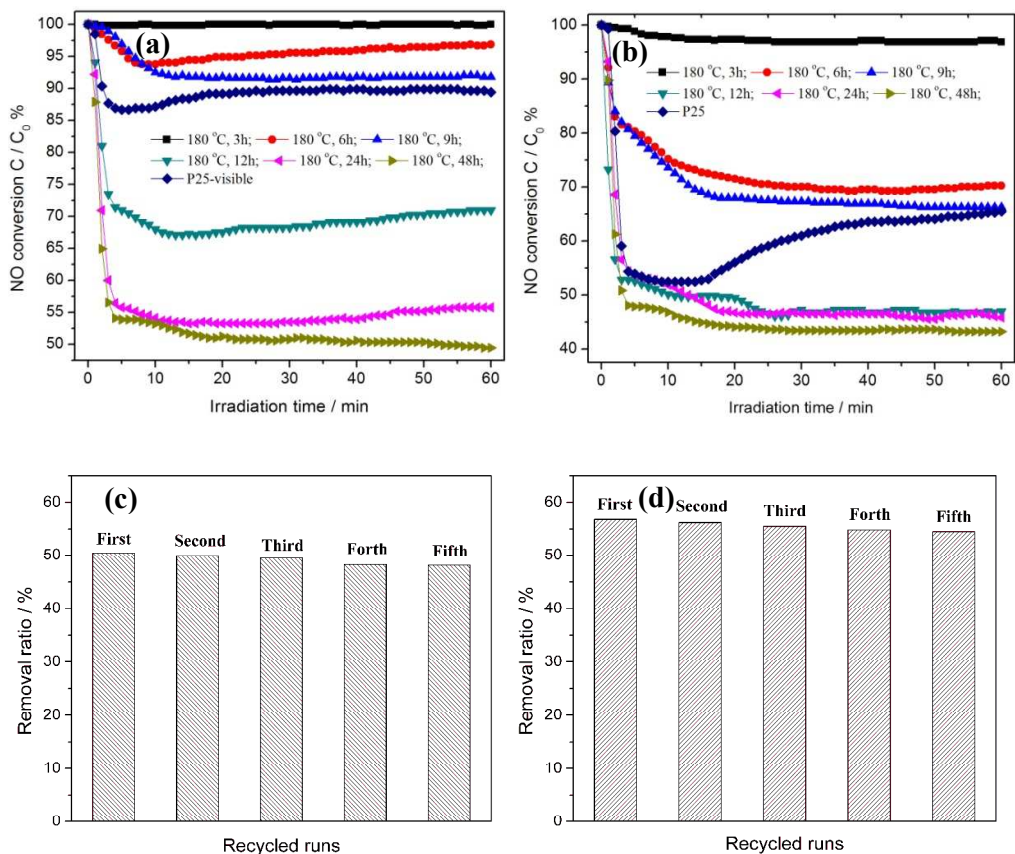 (a)
NO conversion C / C0 %
100
95
90
85
80
75
70
65
60
55
50
180 °C, 3h; 180 °C, 6h; 180 °C, 9h;
180 °C, 12h; 180 °C, 24h; 180 °C, 48h;
P25-visible
0 10 20 30 40 50 60
Irradiation time / min
(b)
NO conversion C / C0 %
100
90
80
70
60
50
40
180 °C, 3h; 180 °C, 6h; 180 °C, 9h;
180 °C, 12h; 180 °C, 24h; 180 °C, 48h;
P25
0 10 20 30 40 50 60
Irradiation time / min
(c)
Removal ratio / %
60
50
40
30
20
10
0
First Second Third Forth Fifth
Recycled runs
(d)
Removal ratio / %
60
50
40
30
20
10
0
First Second Third Forth Fifth
Recycled runs